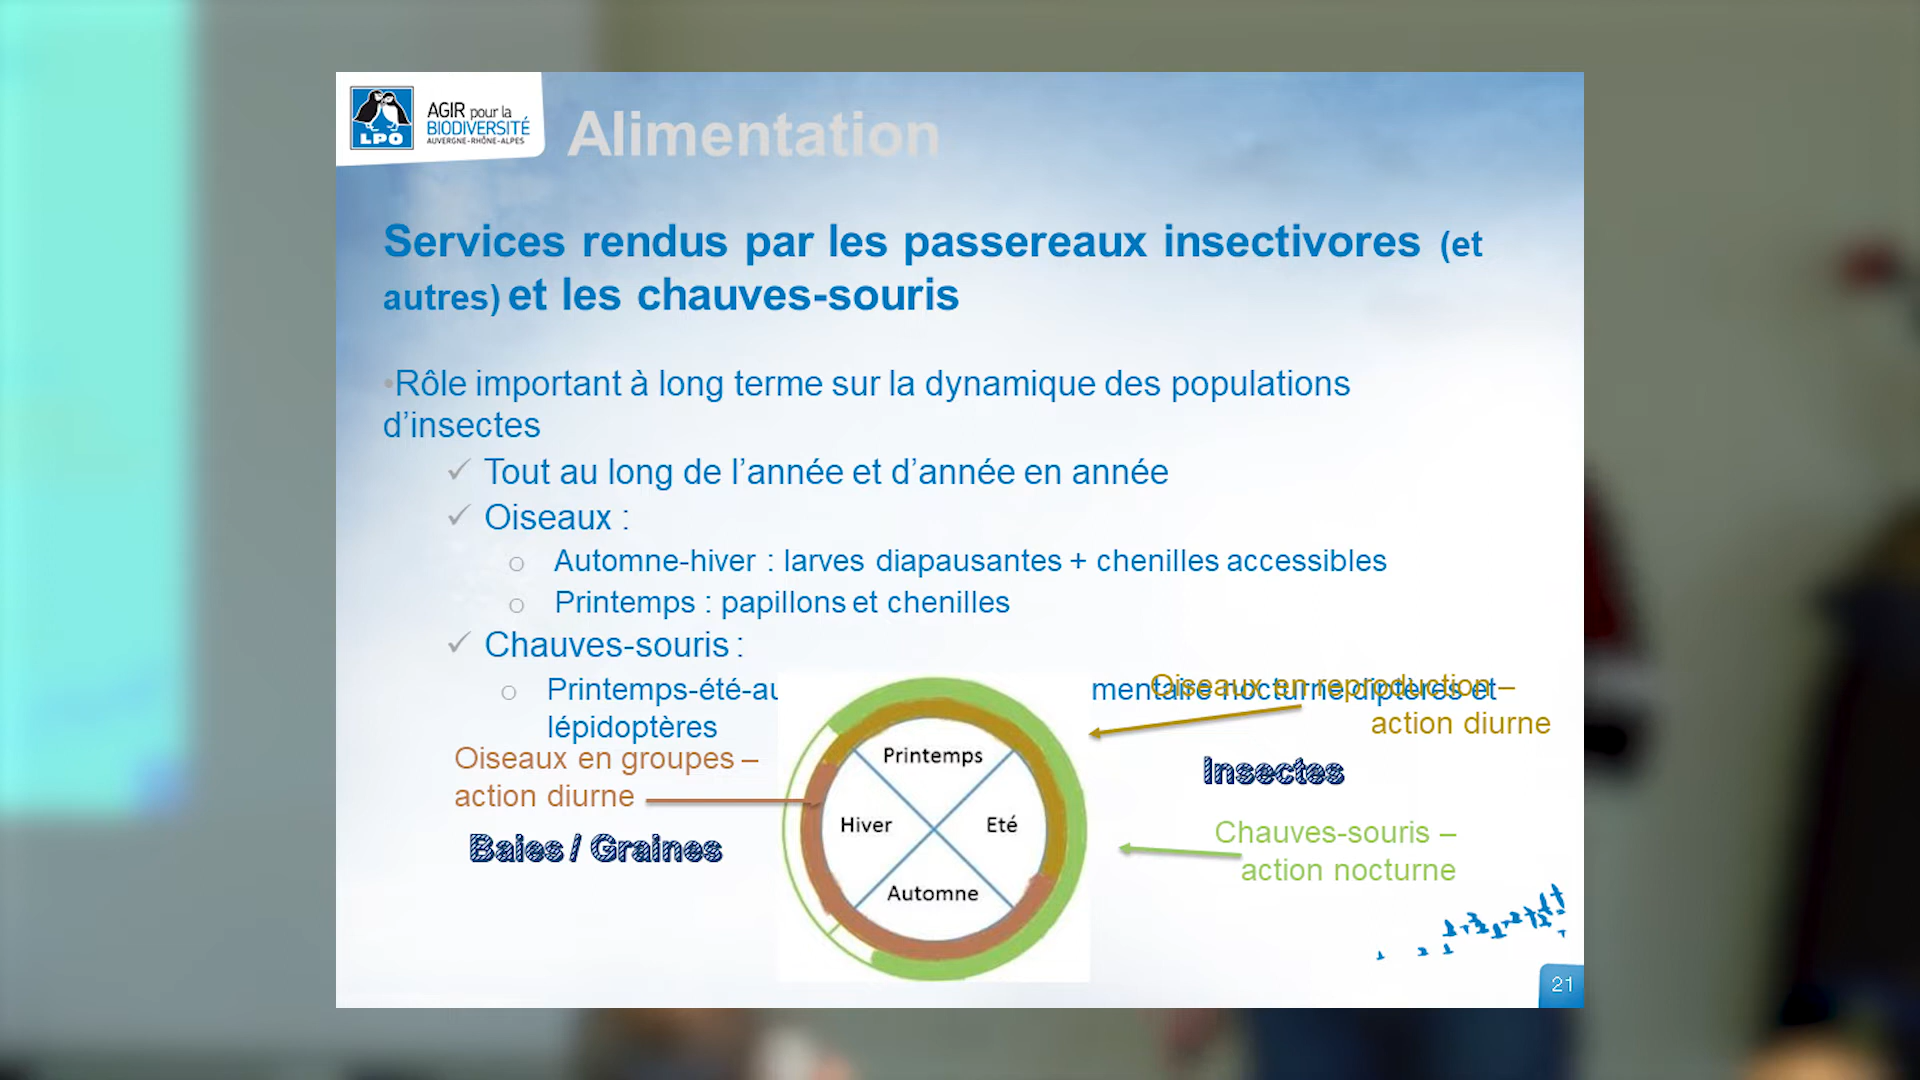 LPO
AGIR pour la
BIODIVERSITÉ
AUVERGNE-RHÔNE-ALPES
Alimentation
Services rendus par les passereaux insectivores (et
autres) et les chauves-souris
•Rôle important à long terme sur la dynamique des populations
d’insectes
✓ Tout au long de l’année et d’année en année
✓ Oiseaux :
o Automne-hiver : larves diapausantes + chenilles accessibles
o Printemps : papillons et chenilles
✓ Chauves-souris :
o Printemps-été-au mentaire nocturne diptères et
lépidoptères
Oiseaux en reproduction –
action diurne
Oiseaux en groupes –
action diurne
Insectes
Baies / Graines
Printemps
Hiver
Eté
Automne
Chauves-souris –
action nocturne
21